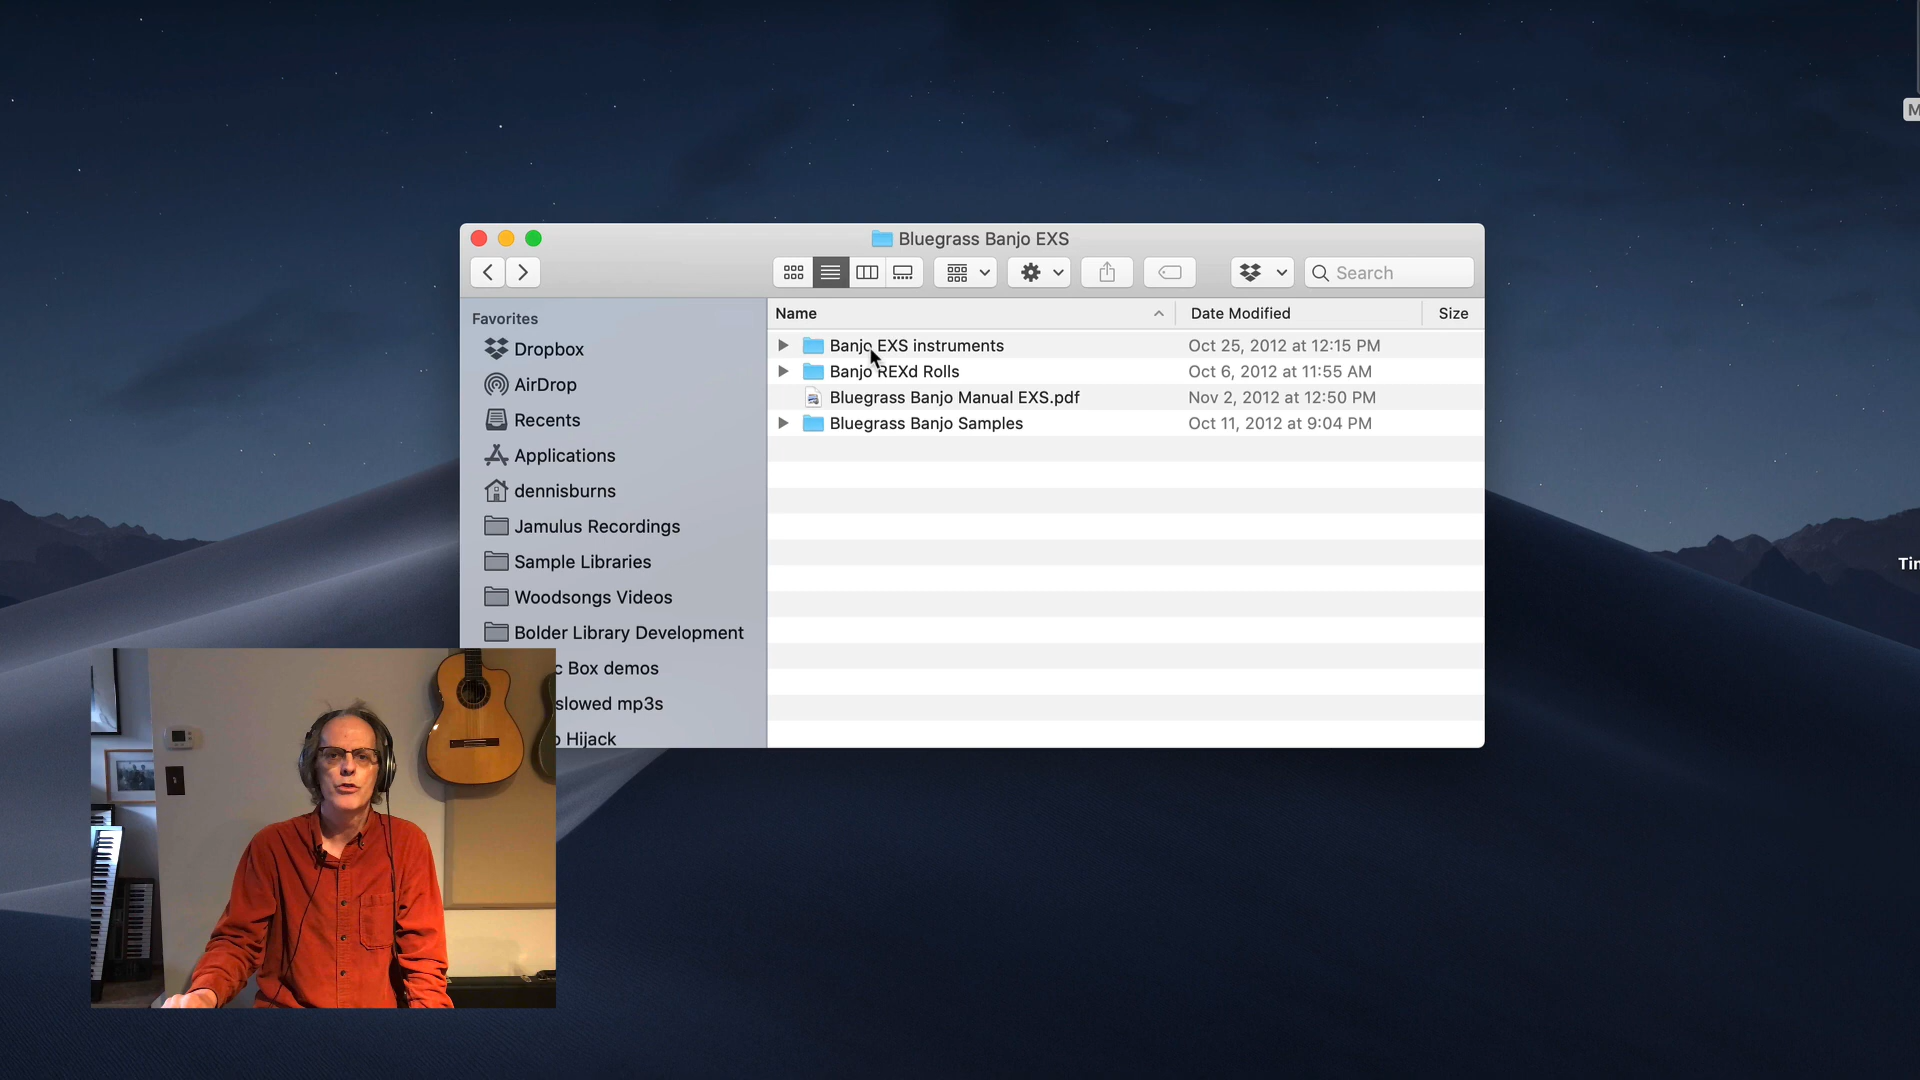 M
Bluegrass Banjo EXS
Search
Favorites
Dropbox
AirDrop
Recents
Applications
dennisburns
Jamulus Recordings
Sample Libraries
Woodsongs Videos
Bolder Library Development
c Box demos
slowed mp3s
o Hijack
Name Date Modified Size
Banjo EXS instruments Oct 25, 2012 at 12:15 PM
Banjo REXd Rolls Oct 6, 2012 at 11:55 AM
Bluegrass Banjo Manual EXS.pdf Nov 2, 2012 at 12:50 PM
Bluegrass Banjo Samples Oct 11, 2012 at 9:04 PM
Tin